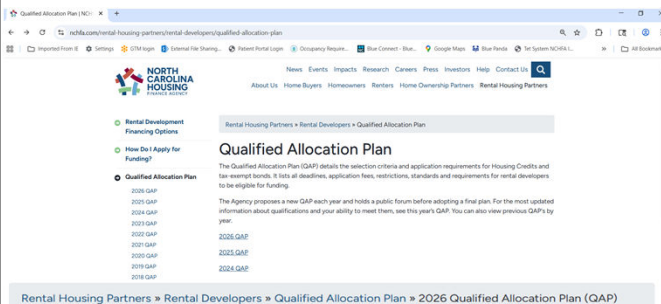 Qualified Allocation Plan | NCH
nchfa.com/rental-housing-partners/rental-developers/qualified-allocation-plan
Imported From IE Settings GTM login External File Sharing... Patient Portal Login Occupancy Require... Blue Connect - Blue... Google Maps Blue Panda Tel System NCHFA I... » All Bookmar
NORTH CAROLINA HOUSING FINANCE AGENCY
News Events Impacts Research Careers Press Investors Help Contact Us
About Us Home Buyers Homeowners Renters Home Ownership Partners Rental Housing Partners
Rental Development Financing Options
How Do I Apply for Funding?
Qualified Allocation Plan
2026 QAP
2025 QAP
2024 QAP
2023 QAP
2022 QAP
2021 QAP
2020 QAP
2019 QAP
2018 QAP
Rental Housing Partners » Rental Developers » Qualified Allocation Plan
Qualified Allocation Plan
The Qualified Allocation Plan (QAP) details the selection criteria and application requirements for Housing Credits and
tax-exempt bonds. It lists all deadlines, application fees, restrictions, standards and requirements for rental developers
to be eligible for funding.
The Agency proposes a new QAP each year and holds a public forum before adopting a final plan. For the most updated
information about qualifications and your ability to meet them, see this year's QAP. You can also view previous QAP's by
year.
2026 QAP
2025 QAP
2024 QAP
Rental Housing Partners » Rental Developers » Qualified Allocation Plan » 2026 Qualified Allocation Plan (QAP)